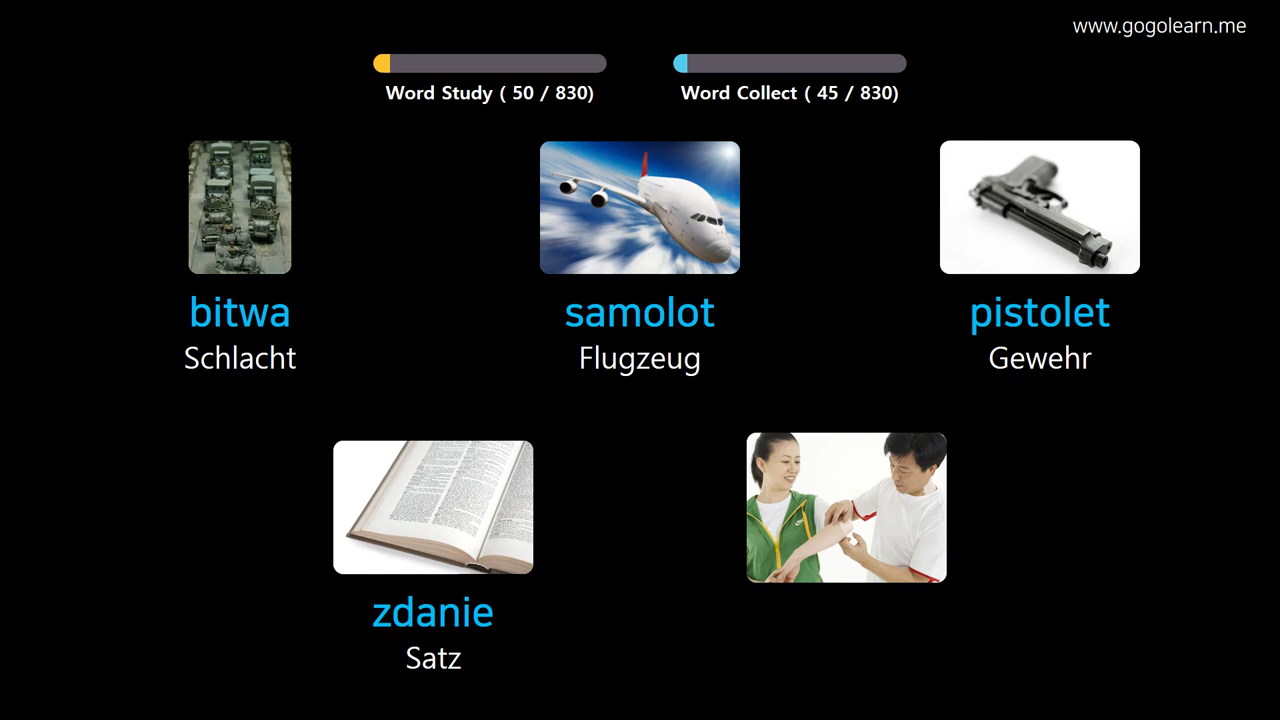 www.gogolearn.me
Word Study ( 50 / 830)
Word Collect ( 45 / 830)
bitwa
Schlacht
samolot
Flugzeug
pistolet
Gewehr
zdanie
Satz